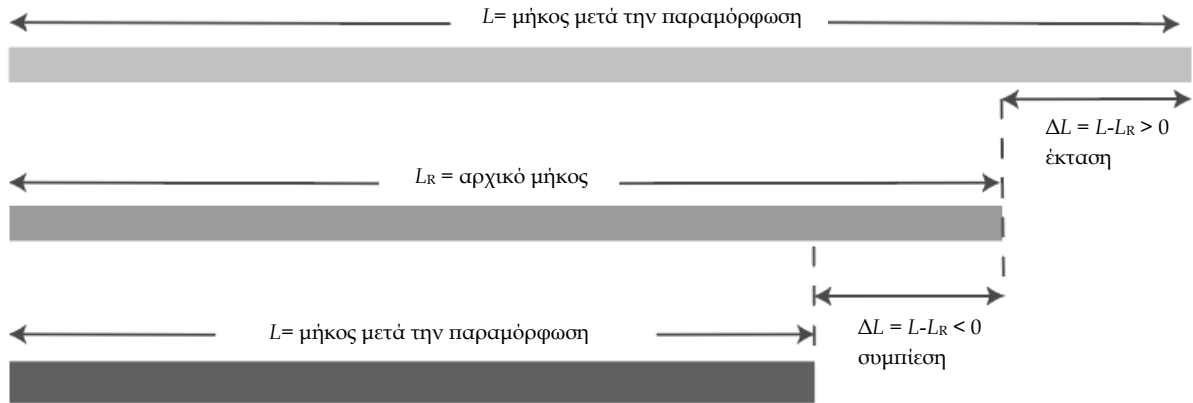 L= μήκος μετά την παραμόρφωση
ΔL = L-LR > 0
έκταση
LR = αρχικό μήκος
L= μήκος μετά την παραμόρφωση
ΔL = L-LR < 0
συμπίεση